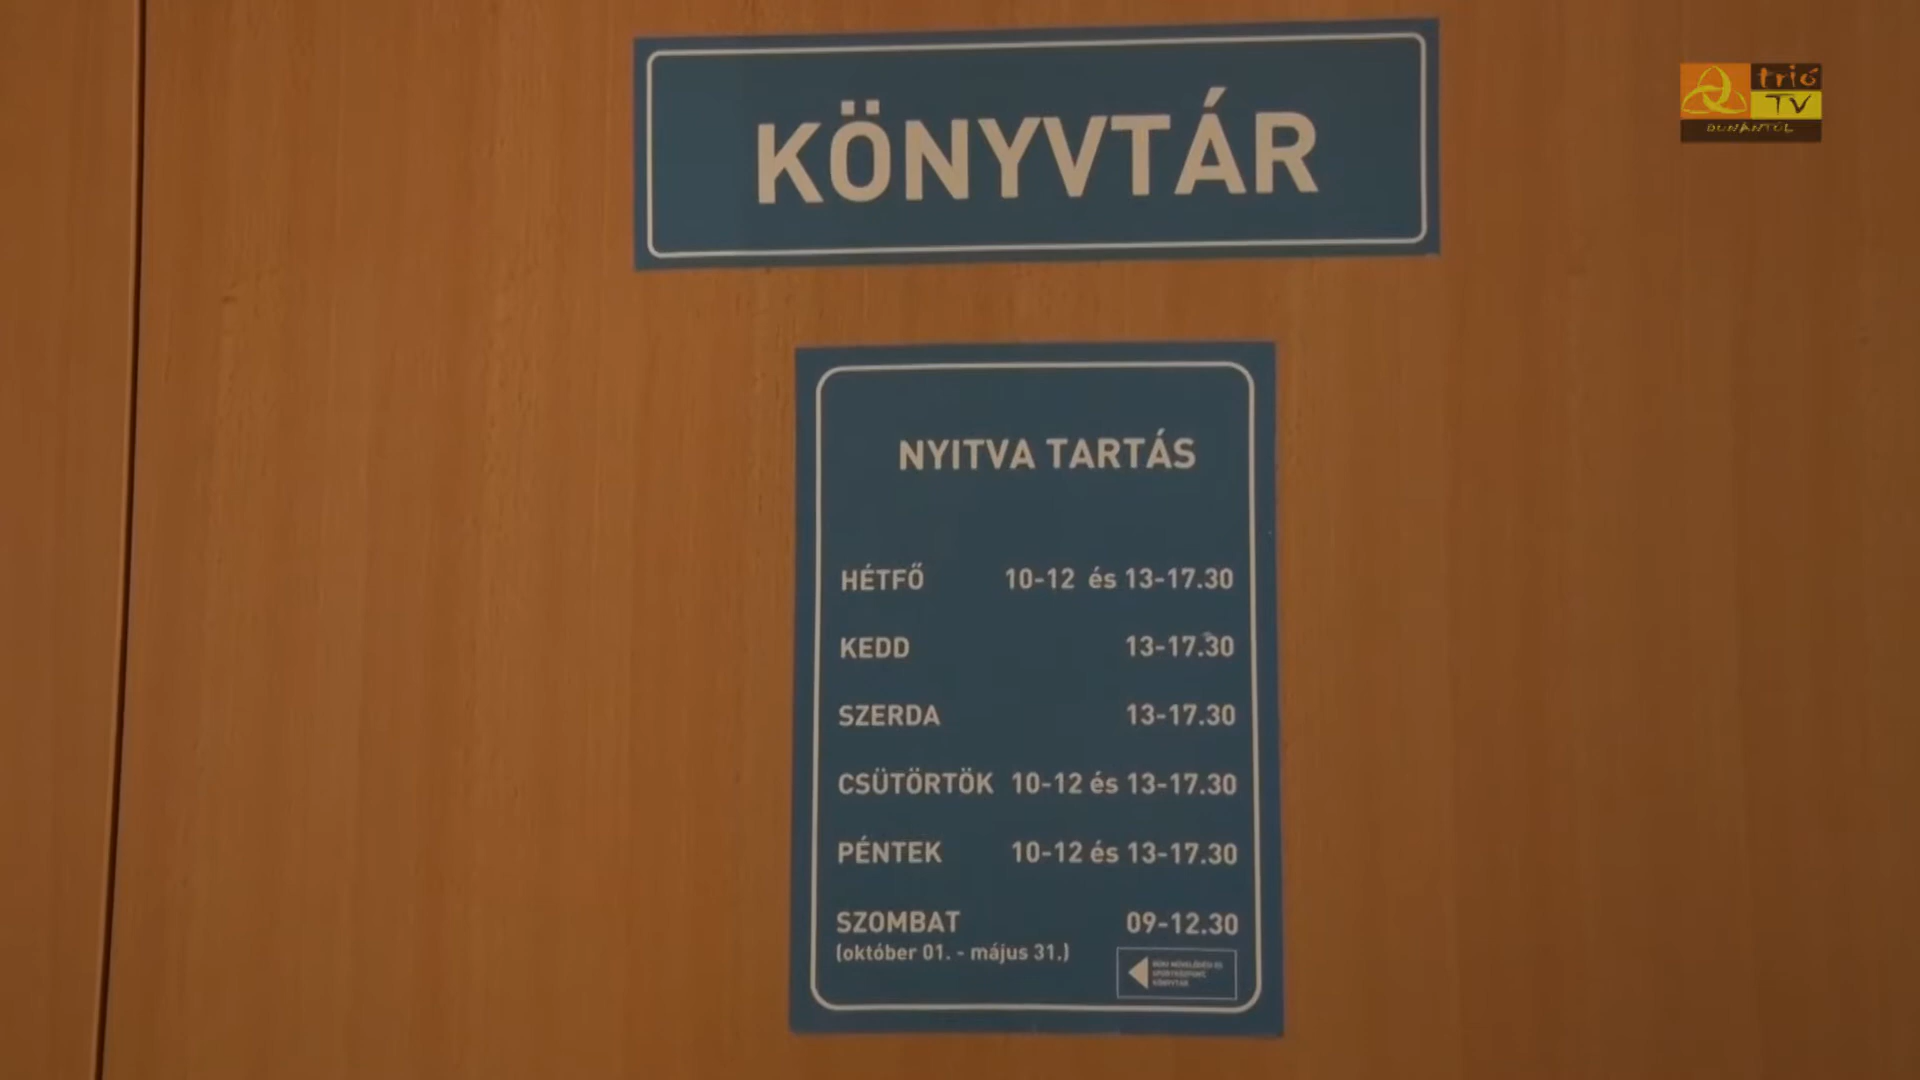 KÖNYVTÁR
trió
TV
DUNÁNTÚL
NYITVA TARTÁS
HÉTFŐ 10-12 és 13-17.30
KEDD 13-17.30
SZERDA 13-17.30
CSÜTÖRTÖK 10-12 és 13-17.30
PÉNTEK 10-12 és 13-17.30
SZOMBAT 09-12.30
(október 01. - május 31.)
KÖNYVTÁR